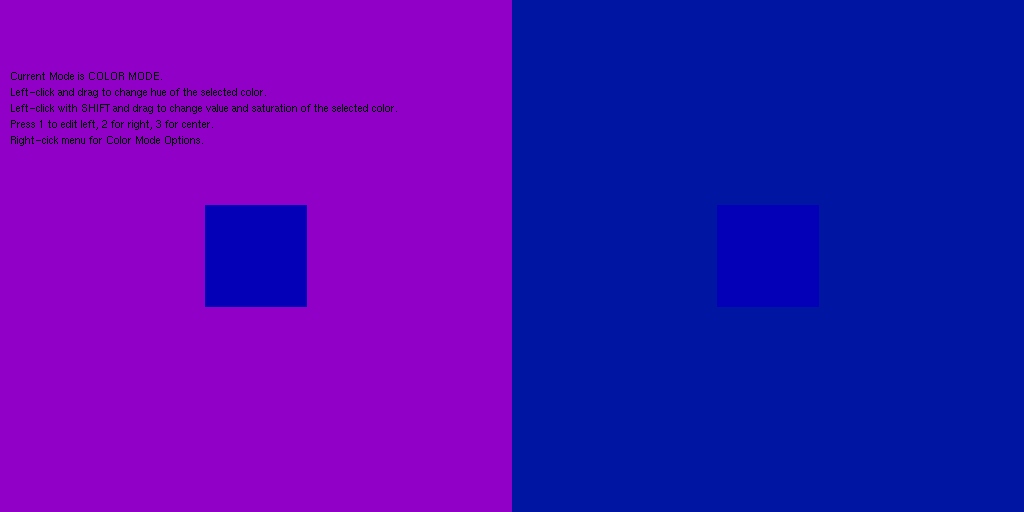 Current Mode is COLOR MODE.
Left-click and drag to change hue of the selected color.
Left-click with SHIFT and drag to change value and saturation of the selected color.
Press 1 to edit left, 2 for right, 3 for center.
Right-cick menu for Color Mode Options.